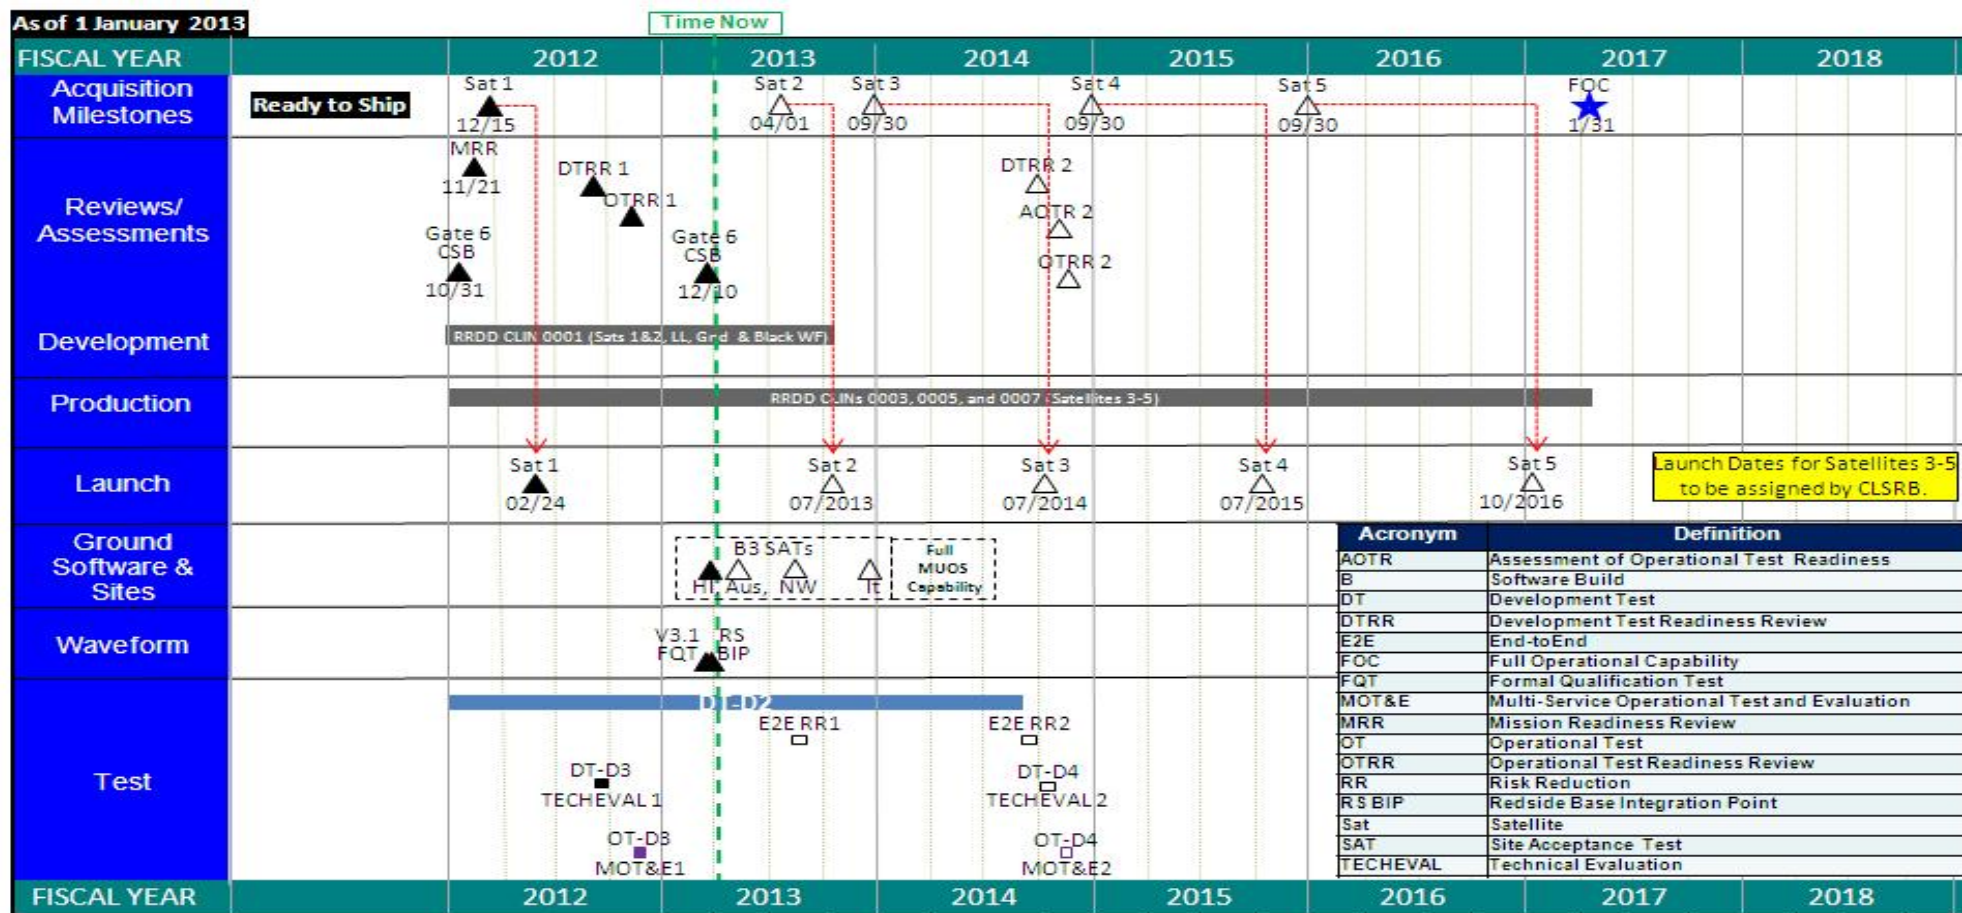 As of 1 January 2013
Time Now
FISCAL YEAR 2012 2013 2014 2015 2016 2017 2018
Acquisition
Milestones
Ready to Ship
Sat 1 Sat 2 Sat 3 Sat 4 Sat 5 FOC
12/15 04/01 09/30 09/30 09/30 1/31
Reviews/
Assessments
MRR
11/21
DTRR 1
OTRR 1
Gate 6
CSB
10/31
Gate 6
CSB
12/10
DTRR 2
AOTR 2
OTRR 2
Development
RRDD CLIN 0001 (Sats 1&2, LL, Gnd & Black WF)
Production
RRDD CLINs 0003, 0005, and 0007 (Satellites 3-5)
Launch
Sat 1 Sat 2 Sat 3 Sat 4 Sat 5
02/24 07/2013 07/2014 07/2015 10/2016
Launch Dates for Satellites 3-5
to be assigned by CLSRB.
Ground
Software &
Sites
B3 SATs
HI, Aus, NW It
Full
MUOS
Capability
Waveform
V3.1 RS
FQT BIP
Test
DT-D2
E2E RR1 E2E RR2
DT-D3 DT-D4
TECHEVAL 1 TECHEVAL 2
OT-D3 OT-D4
MOT&E1 MOT&E2
Acronym Definition
AOTR Assessment of Operational Test Readiness
B Software Build
DT Development Test
DTRR Development Test Readiness Review
E2E End-toEnd
FOC Full Operational Capability
FQT Formal Qualification Test
MOT&E Multi-Service Operational Test and Evaluation
MRR Mission Readiness Review
OT Operational Test
OTRR Operational Test Readiness Review
RR Risk Reduction
RS BIP Redside Base Integration Point
Sat Satellite
SAT Site Acceptance Test
TECHEVAL Technical Evaluation
FISCAL YEAR 2012 2013 2014 2015 2016 2017 2018